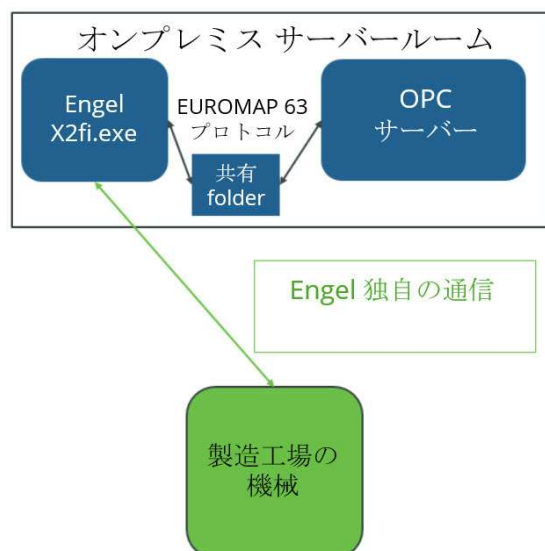 オンプレミス サーバールーム
Engel
X2fi.exe
EUROMAP 63
プロトコル
OPC
サーバー
共有
folder
Engel 独自の通信
製造工場の
機械